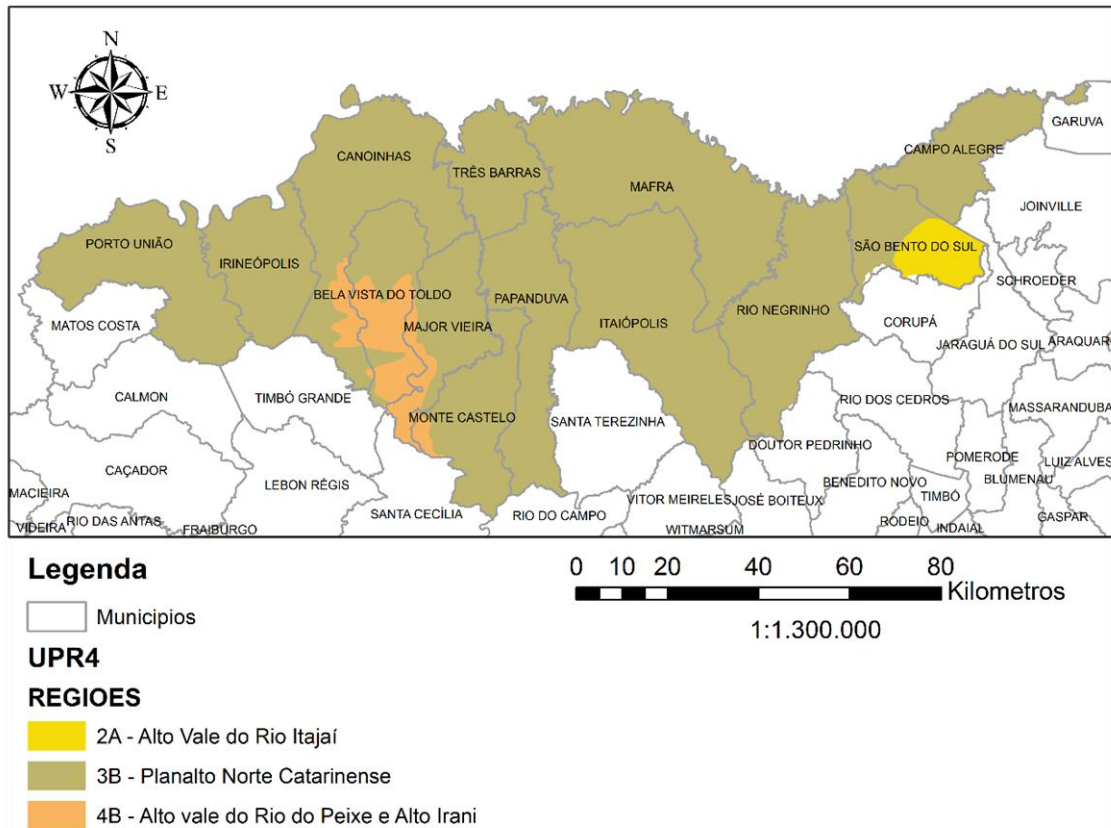 N
W E
S
GARUVA
CAMPO ALEGRE
CANOINHAS
TRÊS BARRAS
MAFRA
JOINVILLE
PORTO UNIÃO
SÃO BENTO DO SUL
IRINEÓPOLIS
SCHROEDER
BELA VISTA DO TOLDO
PAPANDUVA
RIO NEGRINHO
MATOS COSTA
MAJOR VIEIRA
ITAIÓPOLIS
CORUPÁ
JARAGUÁ DO SUL
ARAQUARI
CALMON
TIMBÓ GRANDE
RIO DOS CEDROS
MASSARANDUBA
MONTE CASTELO
SANTA TEREZINHA
DOUTOR PEDRINHO
POMERODE
LUIZ ALVES
CAÇADOR
LEBON RÉGIS
BENEDITO NOVO
BLUMENAU
MACIEIRA
VITOR MEIRELES
JOSÉ BOITEUX
TIMBÓ
VIDEIRA
RIO DAS ANTAS
FRAIBURGO
SANTA CECÍLIA
RIO DO CAMPO
WITMARSUM
RODEIO
INDAIAL
GASPAR
Legenda
Municipios
UPR4
REGIOES
2A - Alto Vale do Rio Itajaí
3B - Planalto Norte Catarinense
4B - Alto vale do Rio do Peixe e Alto Irani
0 10 20 40 60 80
Kilometros
1:1.300.000